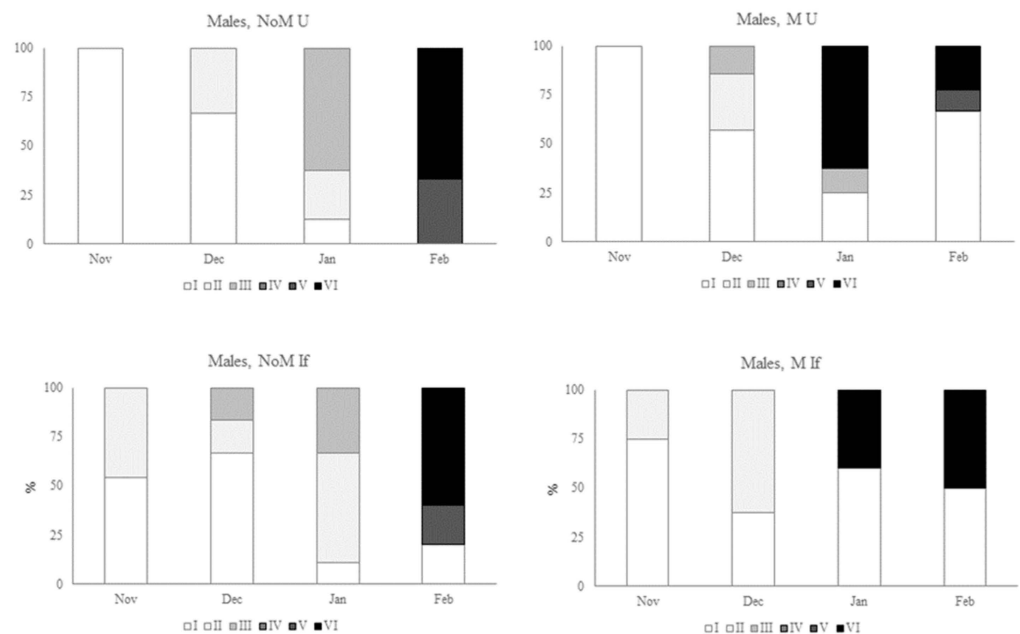 Males, NoM U
100
75
50
25
0
Nov Dec Jan Feb
I II III IV V VI
Males, M U
100
75
50
25
0
Nov Dec Jan Feb
I II III IV V VI
Males, NoM If
%
100
75
50
25
0
Nov Dec Jan Feb
I II III IV V VI
Males, M If
%
100
75
50
25
0
Nov Dec Jan Feb
I II III IV V VI